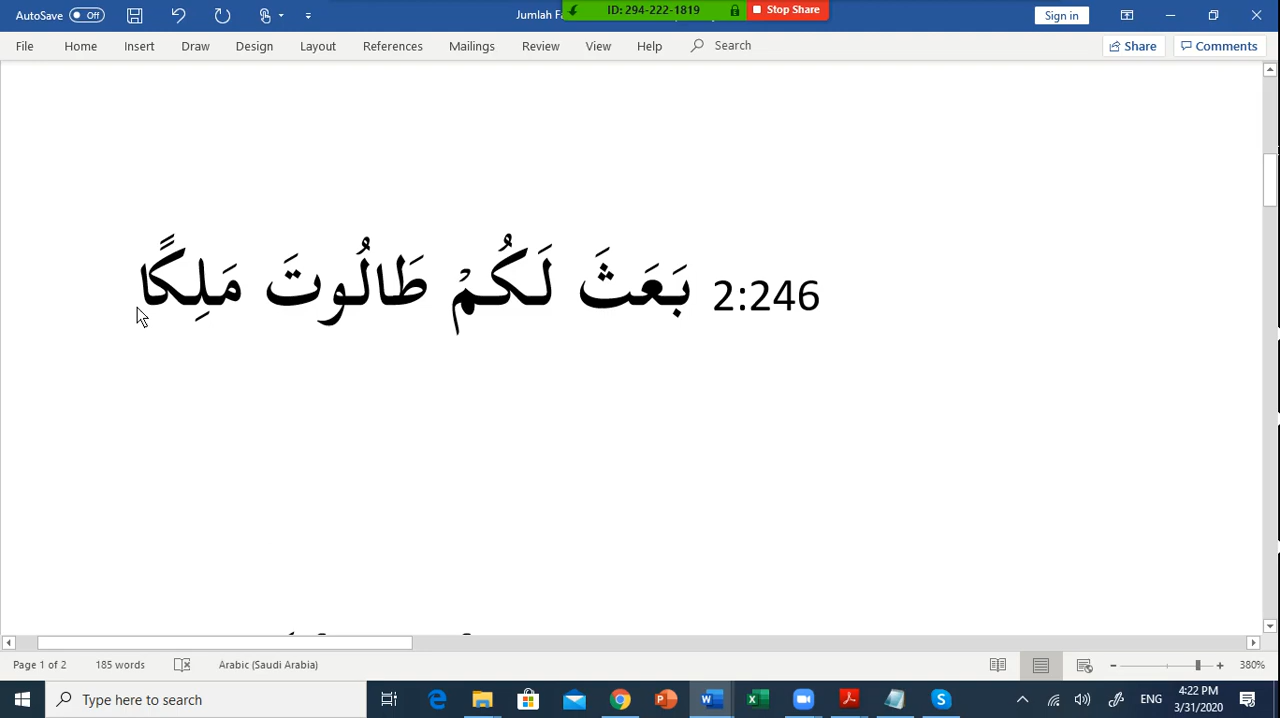 AutoSave Off
Jumlah Fa
ID: 294-222-1819
Stop Share
Sign in
File Home Insert Draw Design Layout References Mailings Review View Help Search Share Comments
2:246 بَعَثَ لَكُمْ طَالُوتَ مَلِكًا
Page 1 of 2 185 words Arabic (Saudi Arabia) 380%
Type here to search
ENG
4:22 PM
3/31/2020